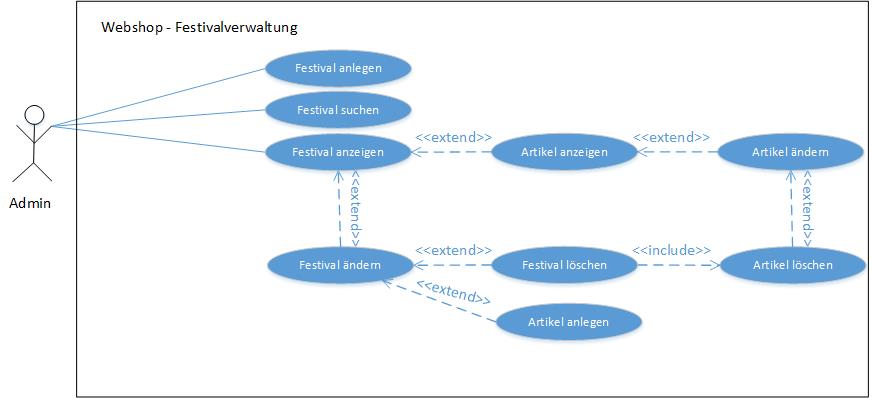 Webshop - Festivalverwaltung
Festival anlegen
Festival suchen
Festival anzeigen
<<extend>>
Artikel anzeigen
<<extend>>
Artikel ändern
Admin
<<extend>>
<<extend>>
Festival ändern
<<extend>>
Festival löschen
<<include>>
Artikel löschen
<<extend>>
Artikel anlegen